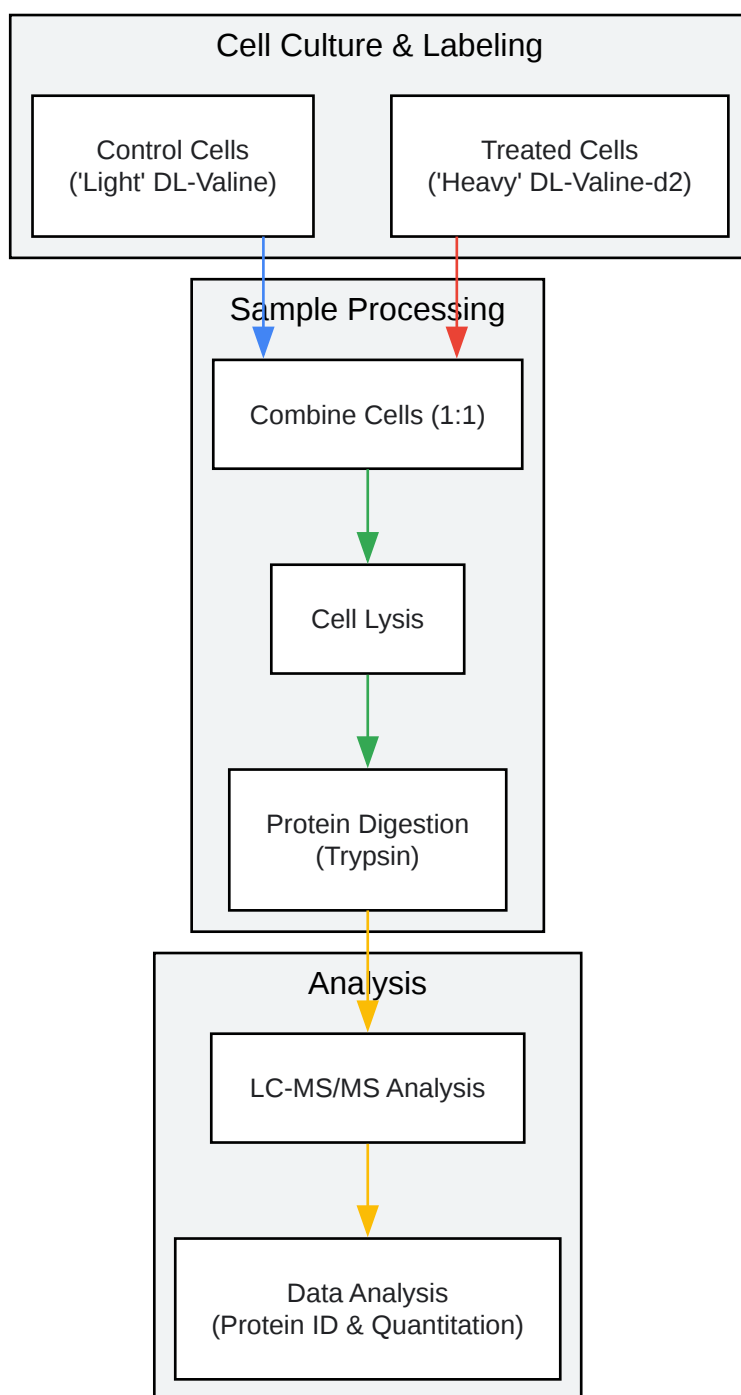 Cell Culture & Labeling
Control Cells
('Light' DL-Valine)
Treated Cells
('Heavy' DL-Valine-d2)
Sample Processing
Combine Cells (1:1)
Cell Lysis
Protein Digestion
(Trypsin)
Analysis
LC-MS/MS Analysis
Data Analysis
(Protein ID & Quantitation)